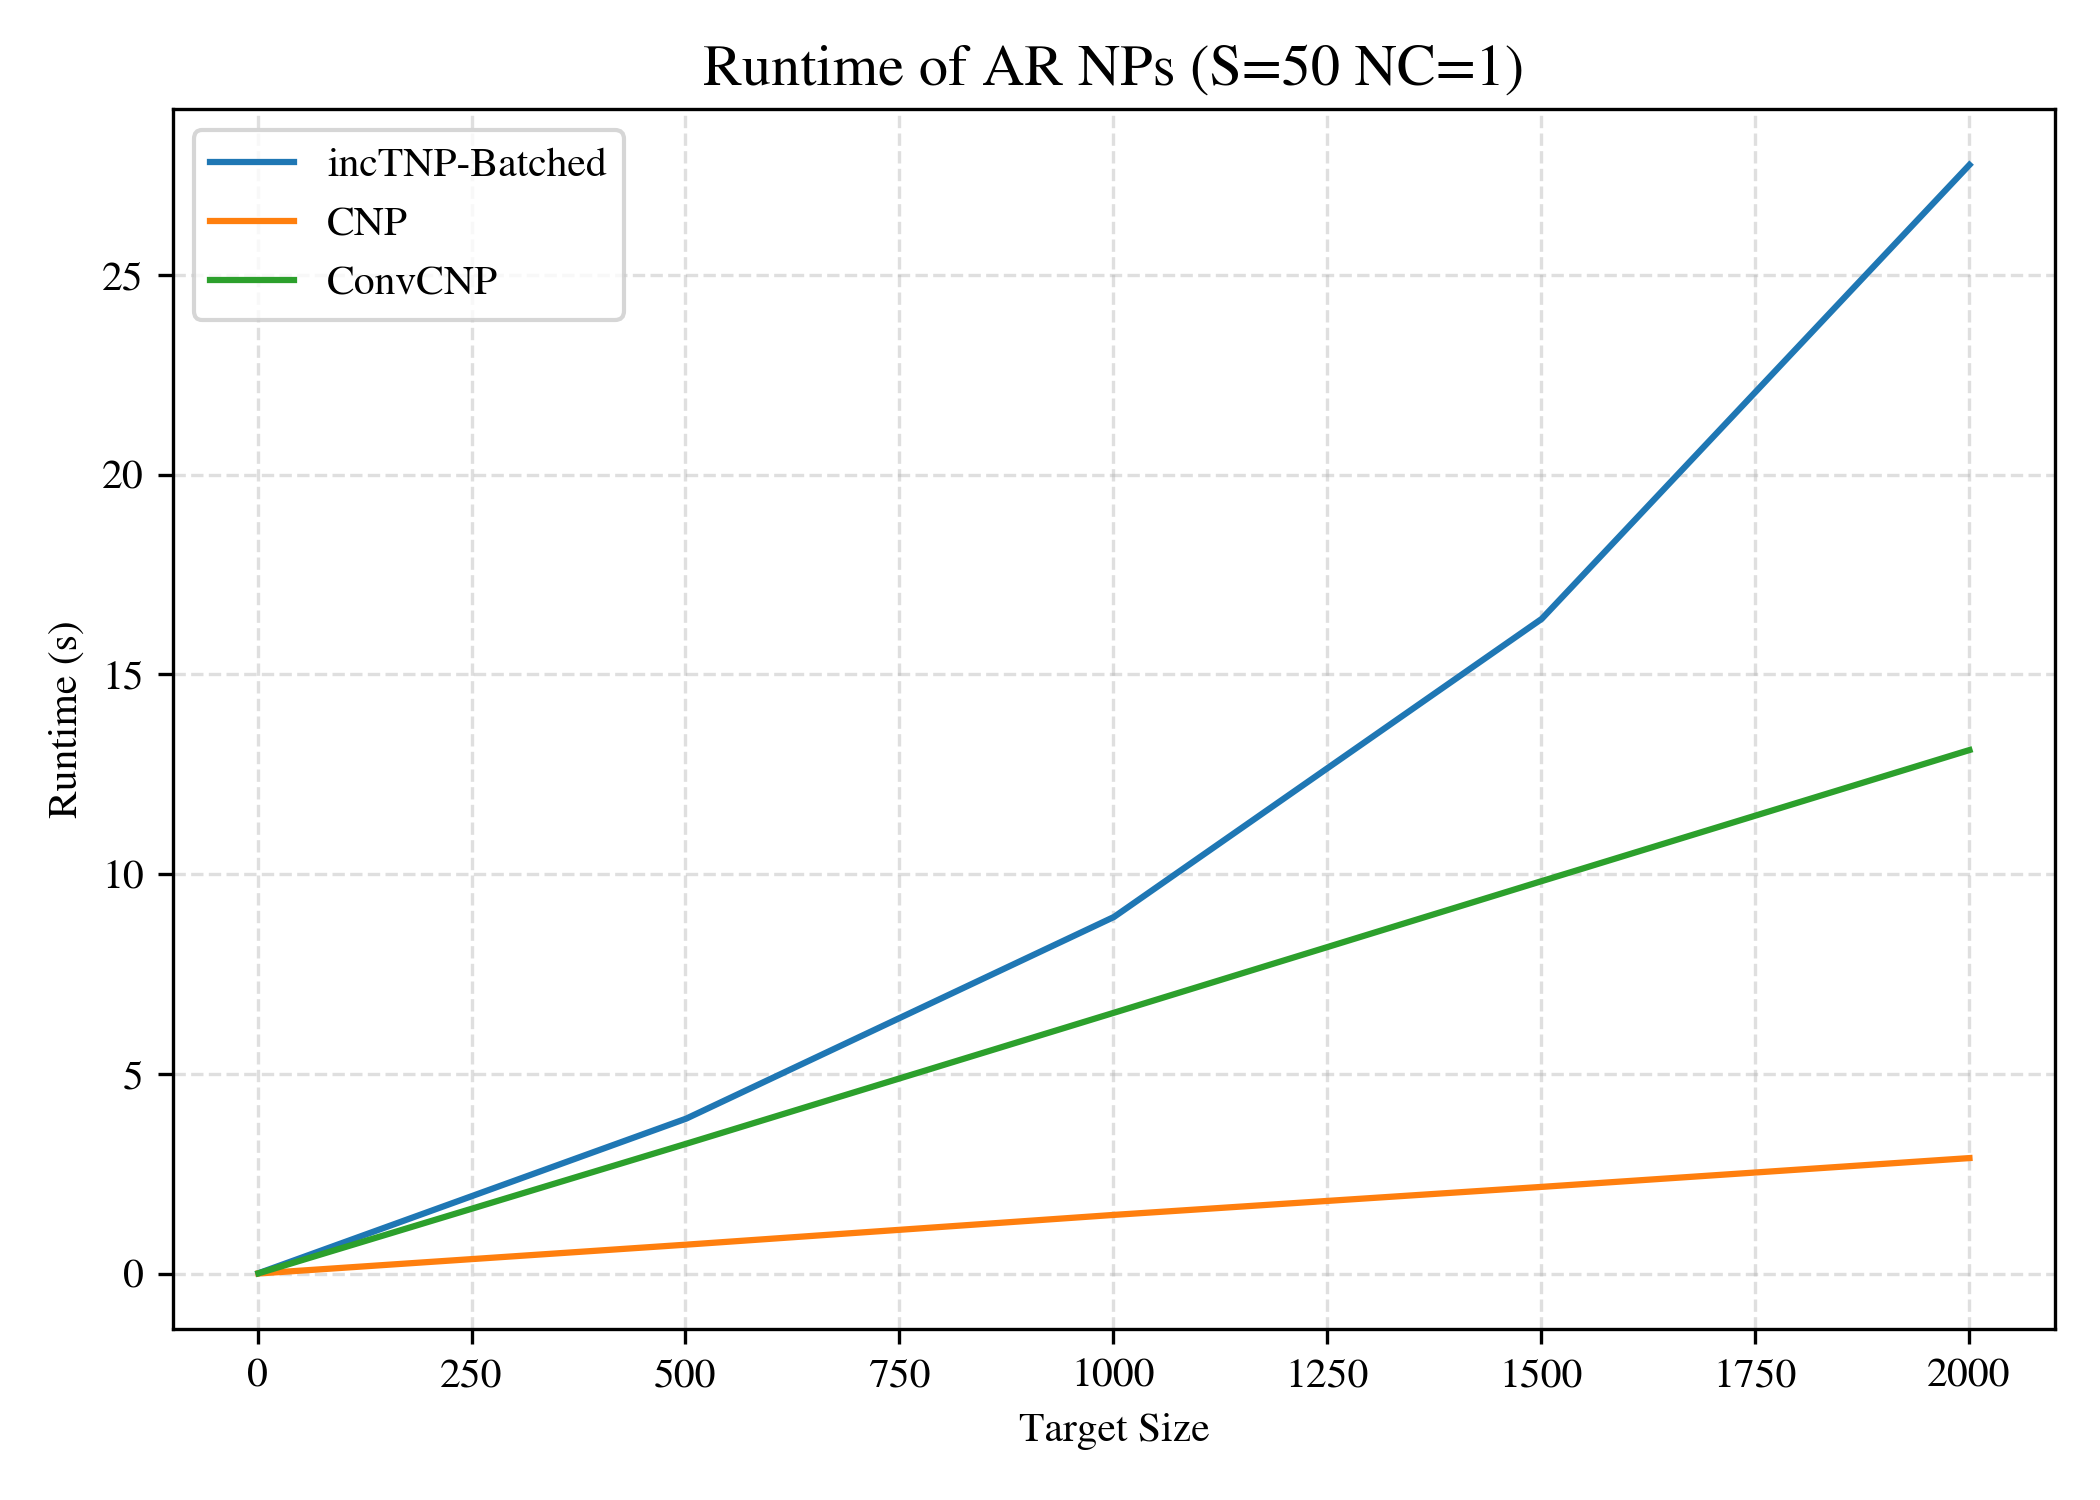 Runtime of AR NPs (S=50 NC=1)
incTNP-Batched
CNP
ConvCNP
Runtime (s)
25
20
15
10
5
0
0 250 500 750 1000 1250 1500 1750 2000
Target Size